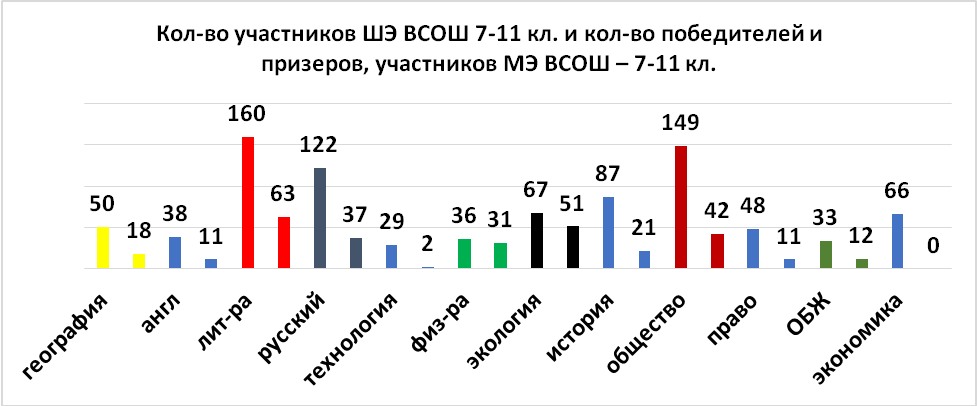 Кол-во участников ШЭ ВСОШ 7-11 кл. и кол-во победителей и
призеров, участников МЭ ВСОШ – 7-11 кл.
50
18
38
11
160
63
122
37
29
2
36
31
67
51
87
21
149
42
48
11
33
12
66
0
география
англ
лит-ра
русский
технология
физ-ра
экология
история
общество
право
ОБЖ
экономика